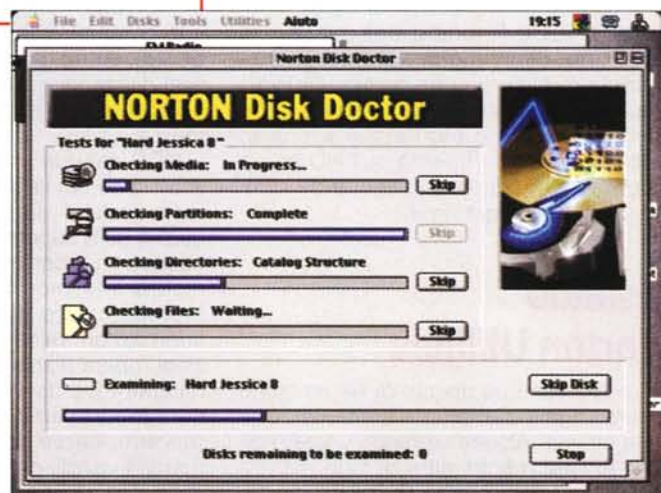 File Edit Disks Tools Utilities Aiuto 19:15
FM Radio
Norton Disk Doctor
NORTON Disk Doctor
Tests for "Hard Jessica 8"
Checking Media: In Progress...
Skip
Checking Partitions: Complete
Skip
Checking Directories: Catalog Structure
Skip
Checking Files: Waiting...
Skip
Examining: Hard Jessica 8
Skip Disk
Disks remaining to be examined: 0
Stop